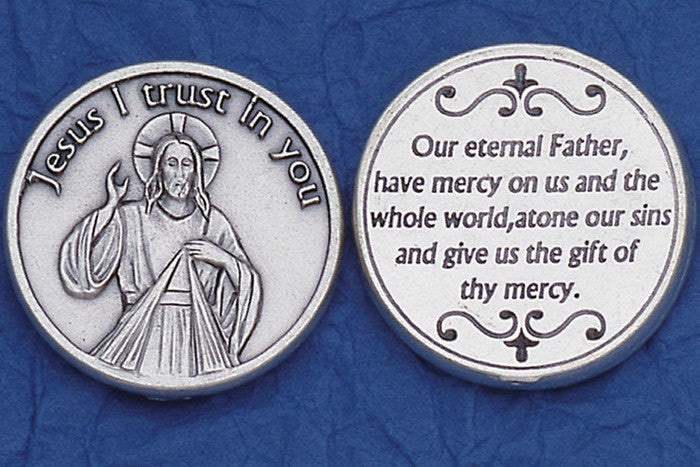 Jesus I trust in you
Our eternal Father,
have mercy on us and the
whole world,atone our sins
and give us the gift of
thy mercy.